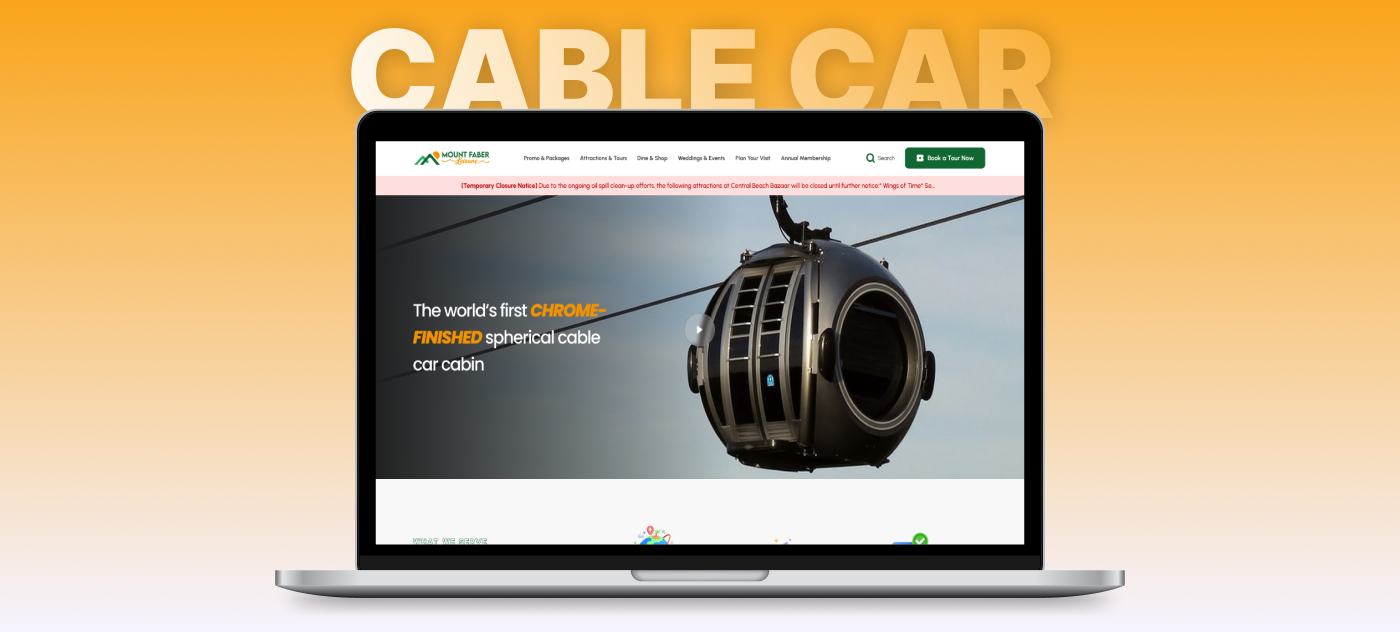 CABLE CAR
MOUNT FABER
Leisure
Promo & Packages
Attractions & Tours
Dine & Shop
Weddings & Events
Plan Your Visit
Annual Membership
Search
Book a Tour Now
[Temporary Closure Notice] Due to the ongoing oil spill clean-up efforts, the following attractions at Central Beach Bazaar will be closed until further notice:* Wings of Time* Se...
The world's first CHROME-
FINISHED spherical cable
car cabin
WHAT WE SERVE